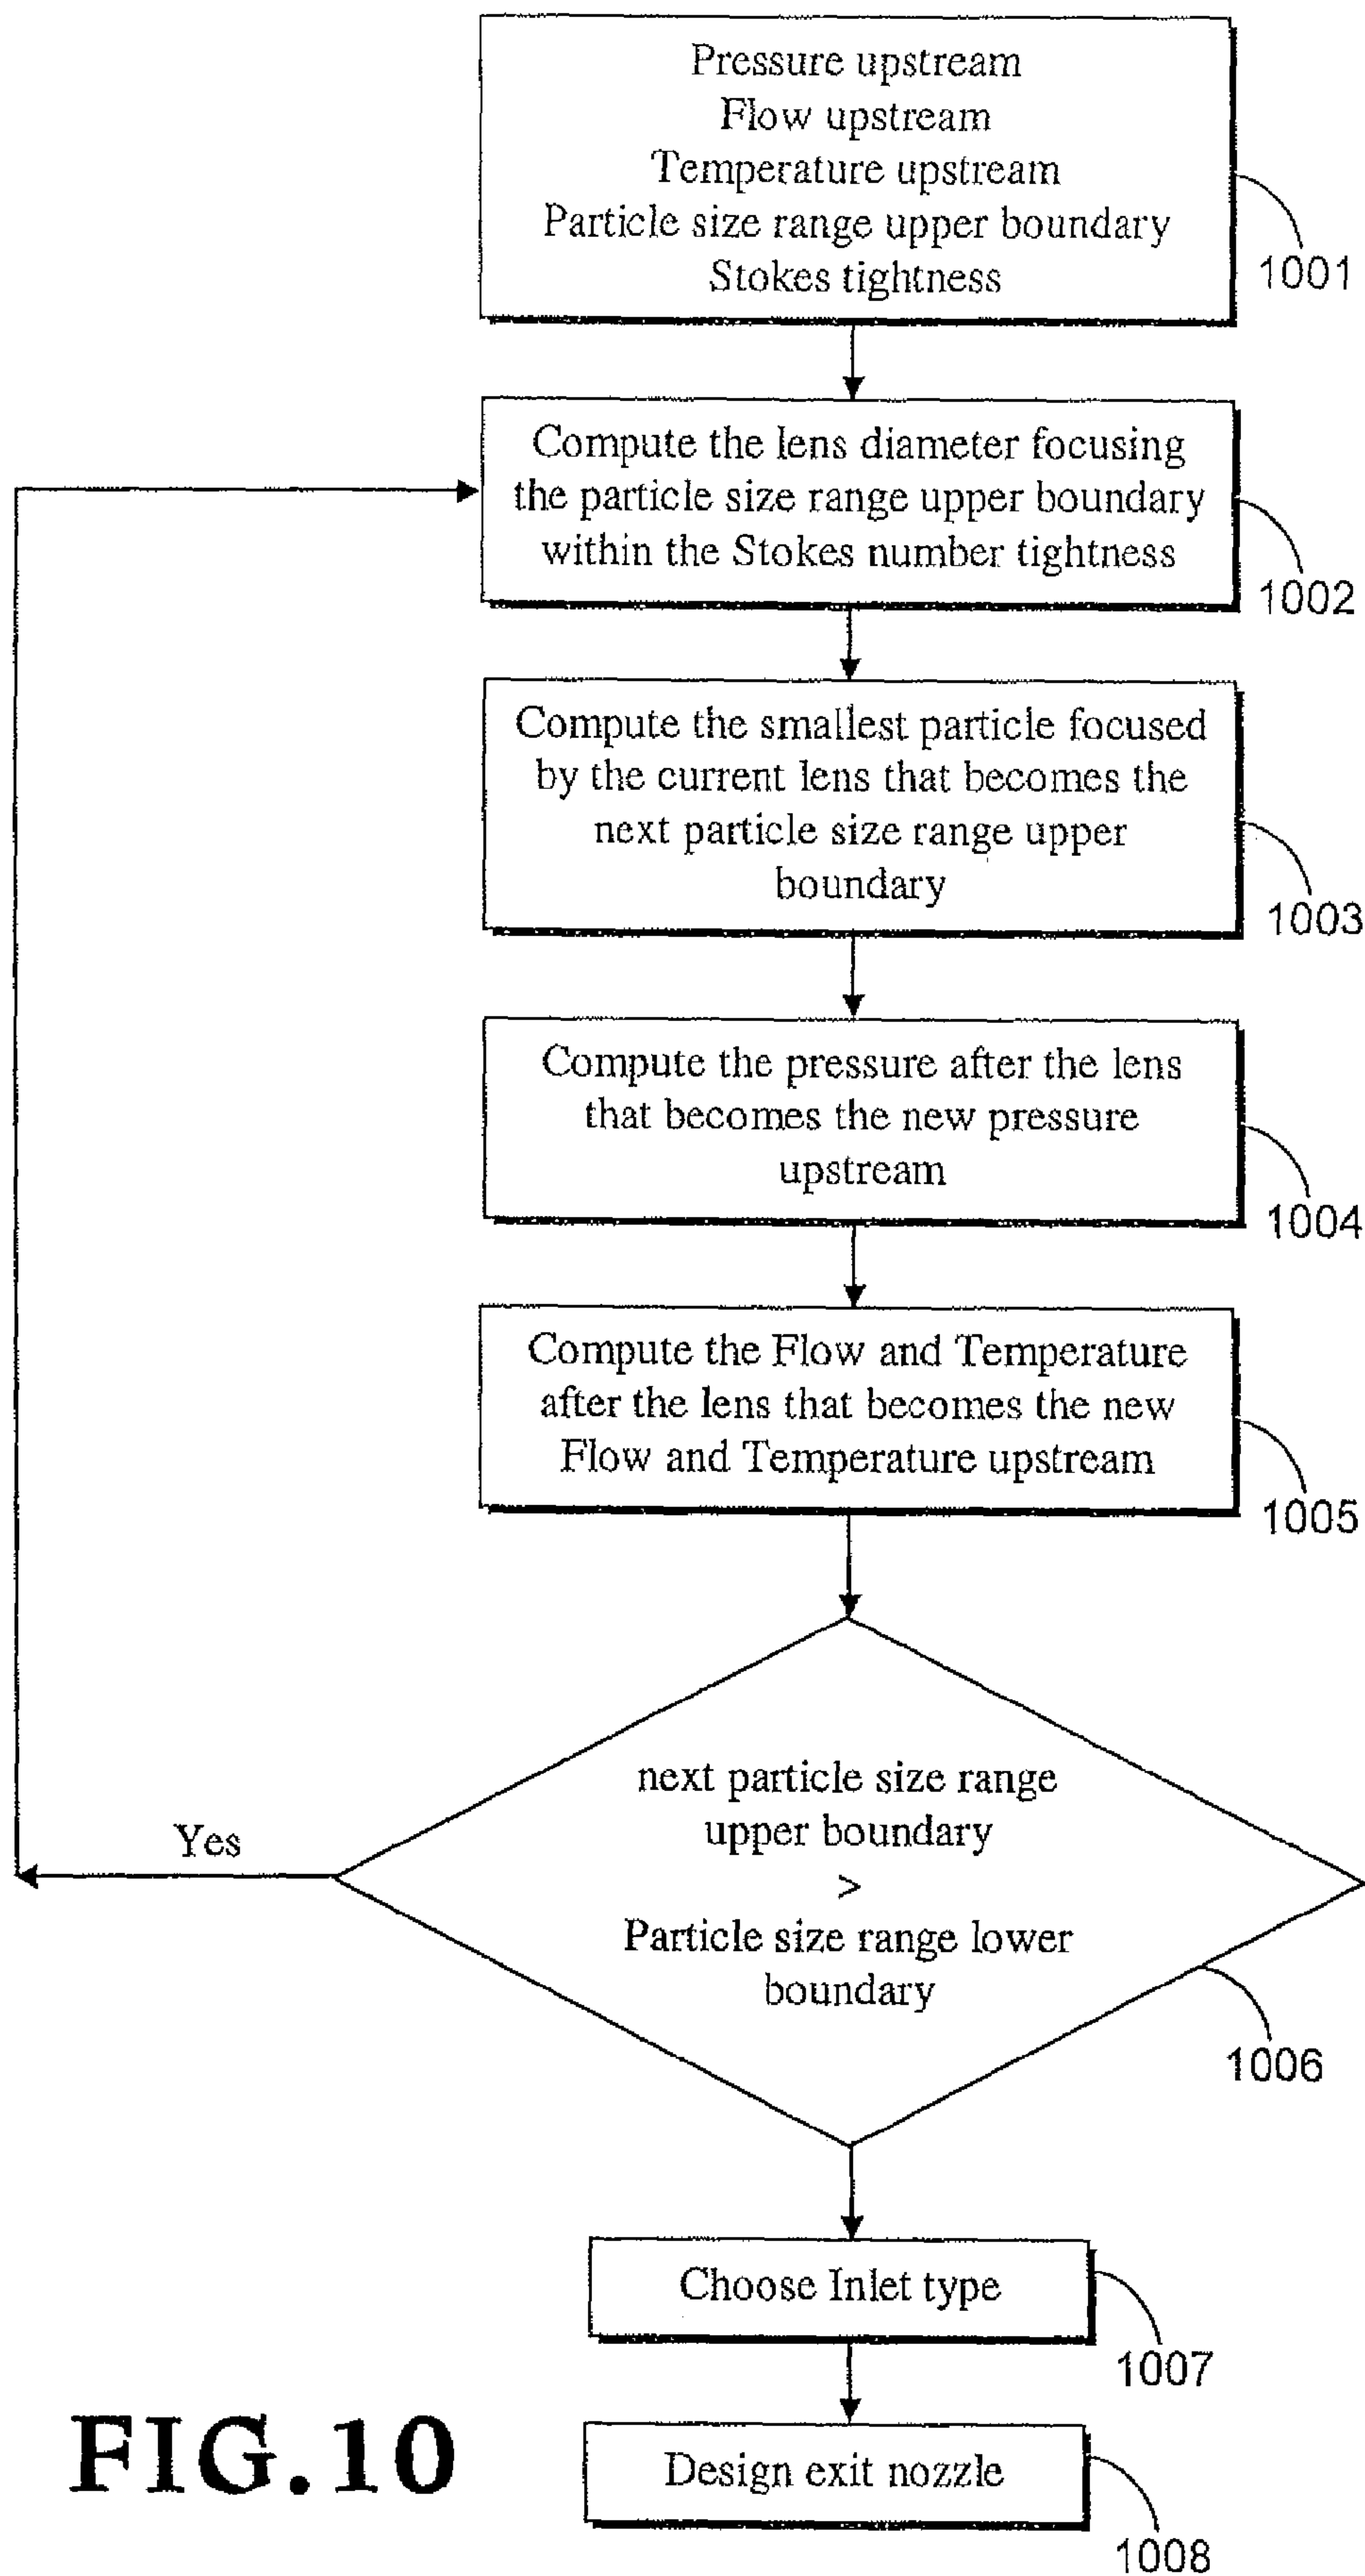 Pressure upstream
Flow upstream
Temperature upstream
Particle size range upper boundary
Stokes tightness
1001
Compute the lens diameter focusing
the particle size range upper boundary
within the Stokes number tightness
1002
Compute the smallest particle focused
by the current lens that becomes the
next particle size range upper
boundary
1003
Compute the pressure after the lens
that becomes the new pressure
upstream
1004
Compute the Flow and Temperature
after the lens that becomes the new
Flow and Temperature upstream
1005
next particle size range
upper boundary
>
Particle size range lower
boundary
Yes
1006
Choose Inlet type
1007
Design exit nozzle
1008
FIG.10